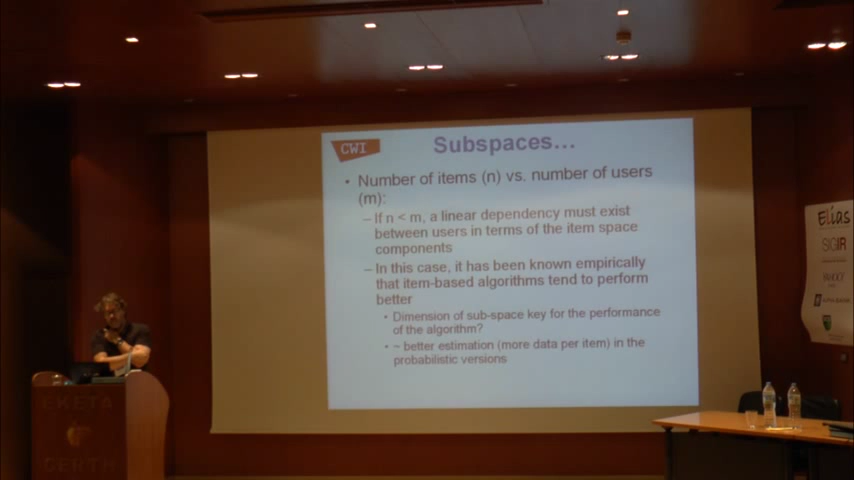 CWI
Subspaces...
• Number of items (n) vs. number of users
(m):
– If n < m, a linear dependency must exist
between users in terms of the item space
components
– In this case, it has been known empirically
that item-based algorithms tend to perform
better
• Dimension of sub-space key for the performance
of the algorithm?
• ~ better estimation (more data per item) in the
probabilistic versions
Elias
SIGIR
YAHOO!
EKETA
CERTH